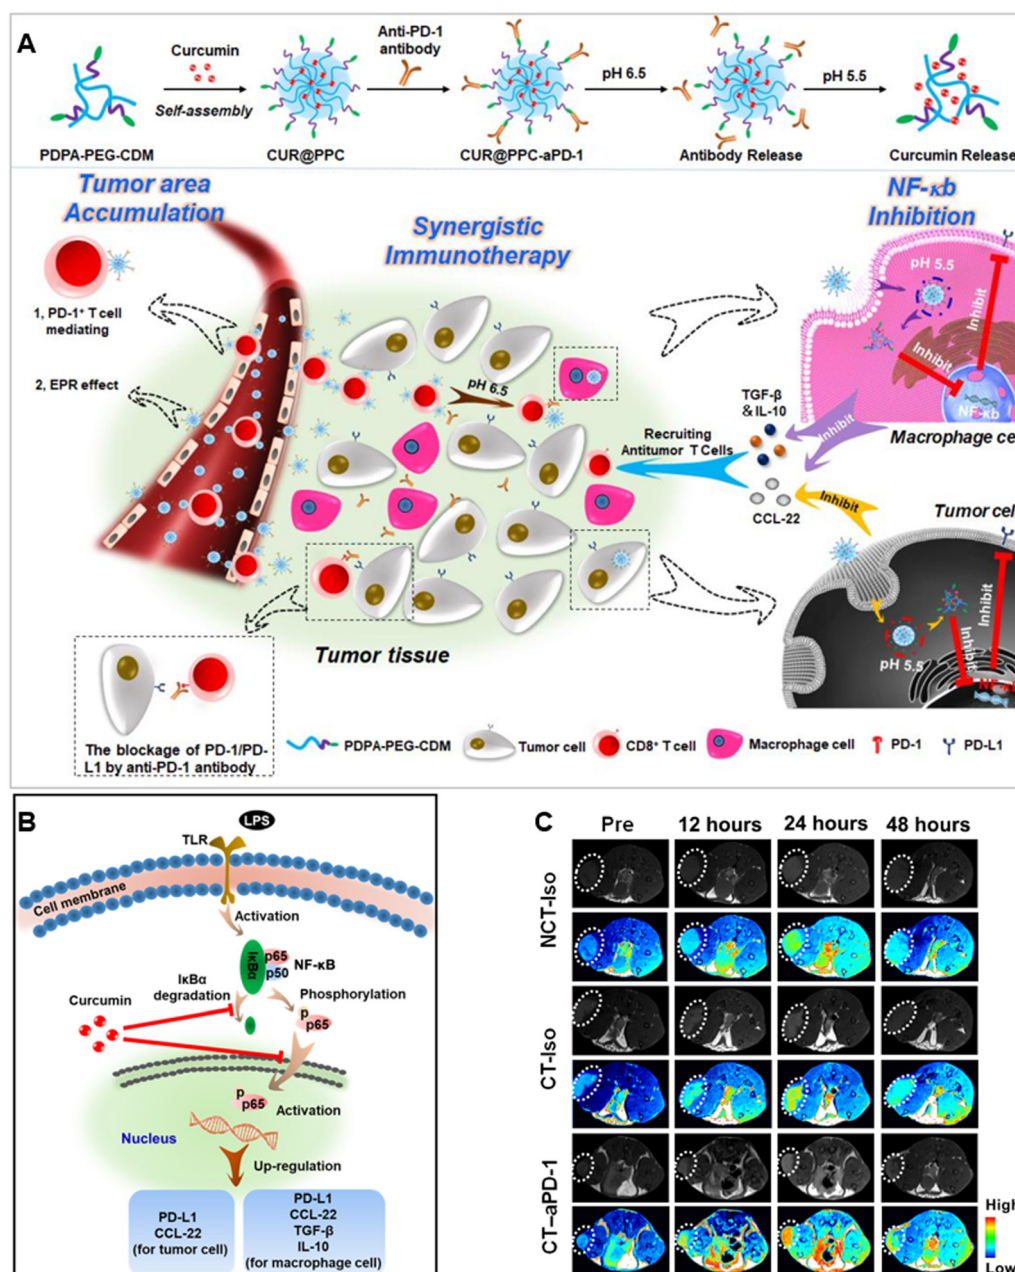 A
Curcumin
Self-assembly
Anti-PD-1
antibody
pH 6.5
pH 5.5
PDPA-PEG-CDM
CUR@PPC
CUR@PPC-aPD-1
Antibody Release
Curcumin Release
Tumor area
Accumulation
1, PD-1⁺ T cell
mediating
2, EPR effect
Synergistic
Immunotherapy
pH 6.5
Tumor tissue
NF-κb
Inhibition
pH 5.5
Inhibit
Inhibit
NF-κb
Macrophage ce
TGF-β
& IL-10
Inhibit
Recruiting
Antitumor T Cells
CCL-22
Inhibit
Tumor cel
pH 5.5
Inhibit
Inhibit
NF-κb
The blockage of PD-1/PD-
L1 by anti-PD-1 antibody
PDPA-PEG-CDM
Tumor cell
CD8⁺ T cell
Macrophage cell
PD-1
PD-L1
B
LPS
TLR
Cell membrane
Activation
IκBα
p65
p50
NF-κB
IκBα
degradation
Phosphorylation
Curcumin
p
p65
p
p65
Activation
Nucleus
Up-regulation
PD-L1
CCL-22
(for tumor cell)
PD-L1
CCL-22
TGF-β
IL-10
(for macrophage cell)
C
Pre
12 hours
24 hours
48 hours
NCT-Iso
CT-Iso
CT-aPD-1
High
Low